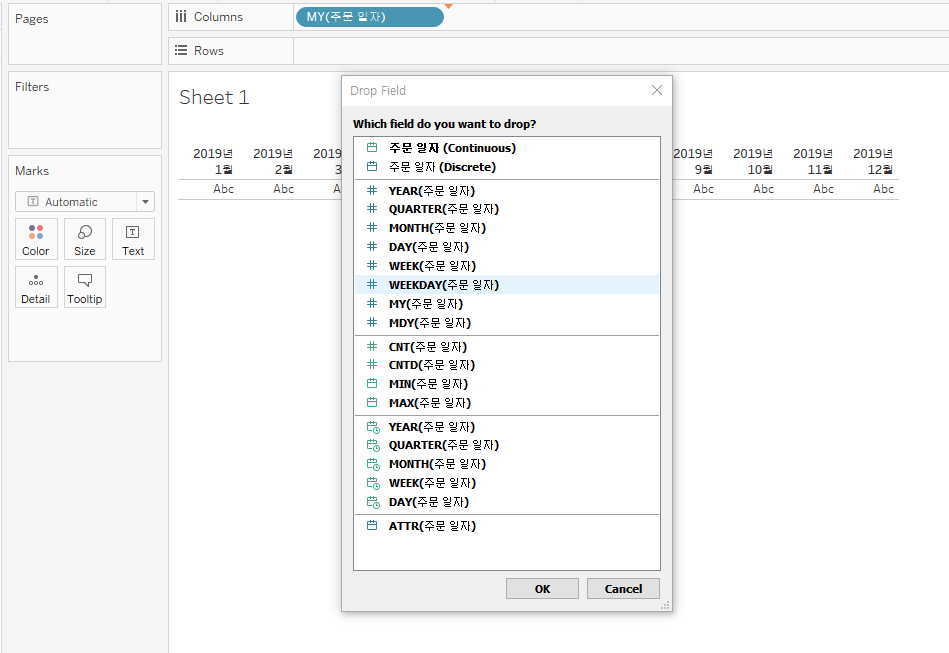 Pages
Columns
MY(주문 일자)
Rows
Filters
Sheet 1
Marks
Automatic
Color
Size
Text
Detail
Tooltip
2019년 2019년 2019 2019년 2019년 2019년 2019년
1월 2월 3 9월 10월 11월 12월
Abc Abc A Abc Abc Abc Abc
Drop Field
Which field do you want to drop?
주문 일자 (Continuous)
주문 일자 (Discrete)
YEAR(주문 일자)
QUARTER(주문 일자)
MONTH(주문 일자)
DAY(주문 일자)
WEEK(주문 일자)
WEEKDAY(주문 일자)
MY(주문 일자)
MDY(주문 일자)
CNT(주문 일자)
CNTD(주문 일자)
MIN(주문 일자)
MAX(주문 일자)
YEAR(주문 일자)
QUARTER(주문 일자)
MONTH(주문 일자)
WEEK(주문 일자)
DAY(주문 일자)
ATTR(주문 일자)
OK
Cancel